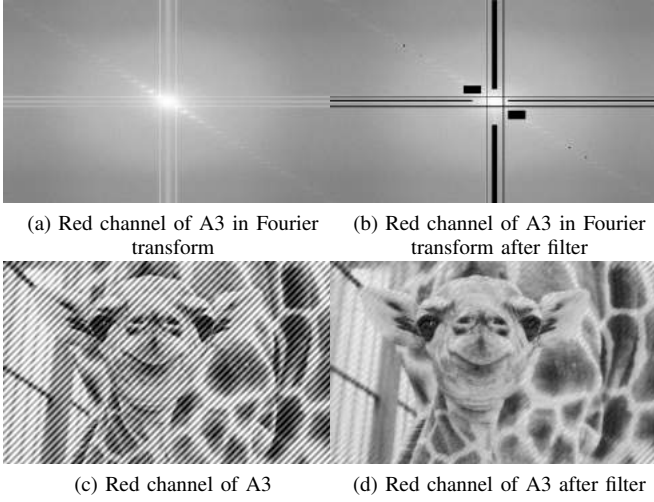 (a) Red channel of A3 in Fourier
transform
(b) Red channel of A3 in Fourier
transform after filter
(c) Red channel of A3
(d) Red channel of A3 after filter